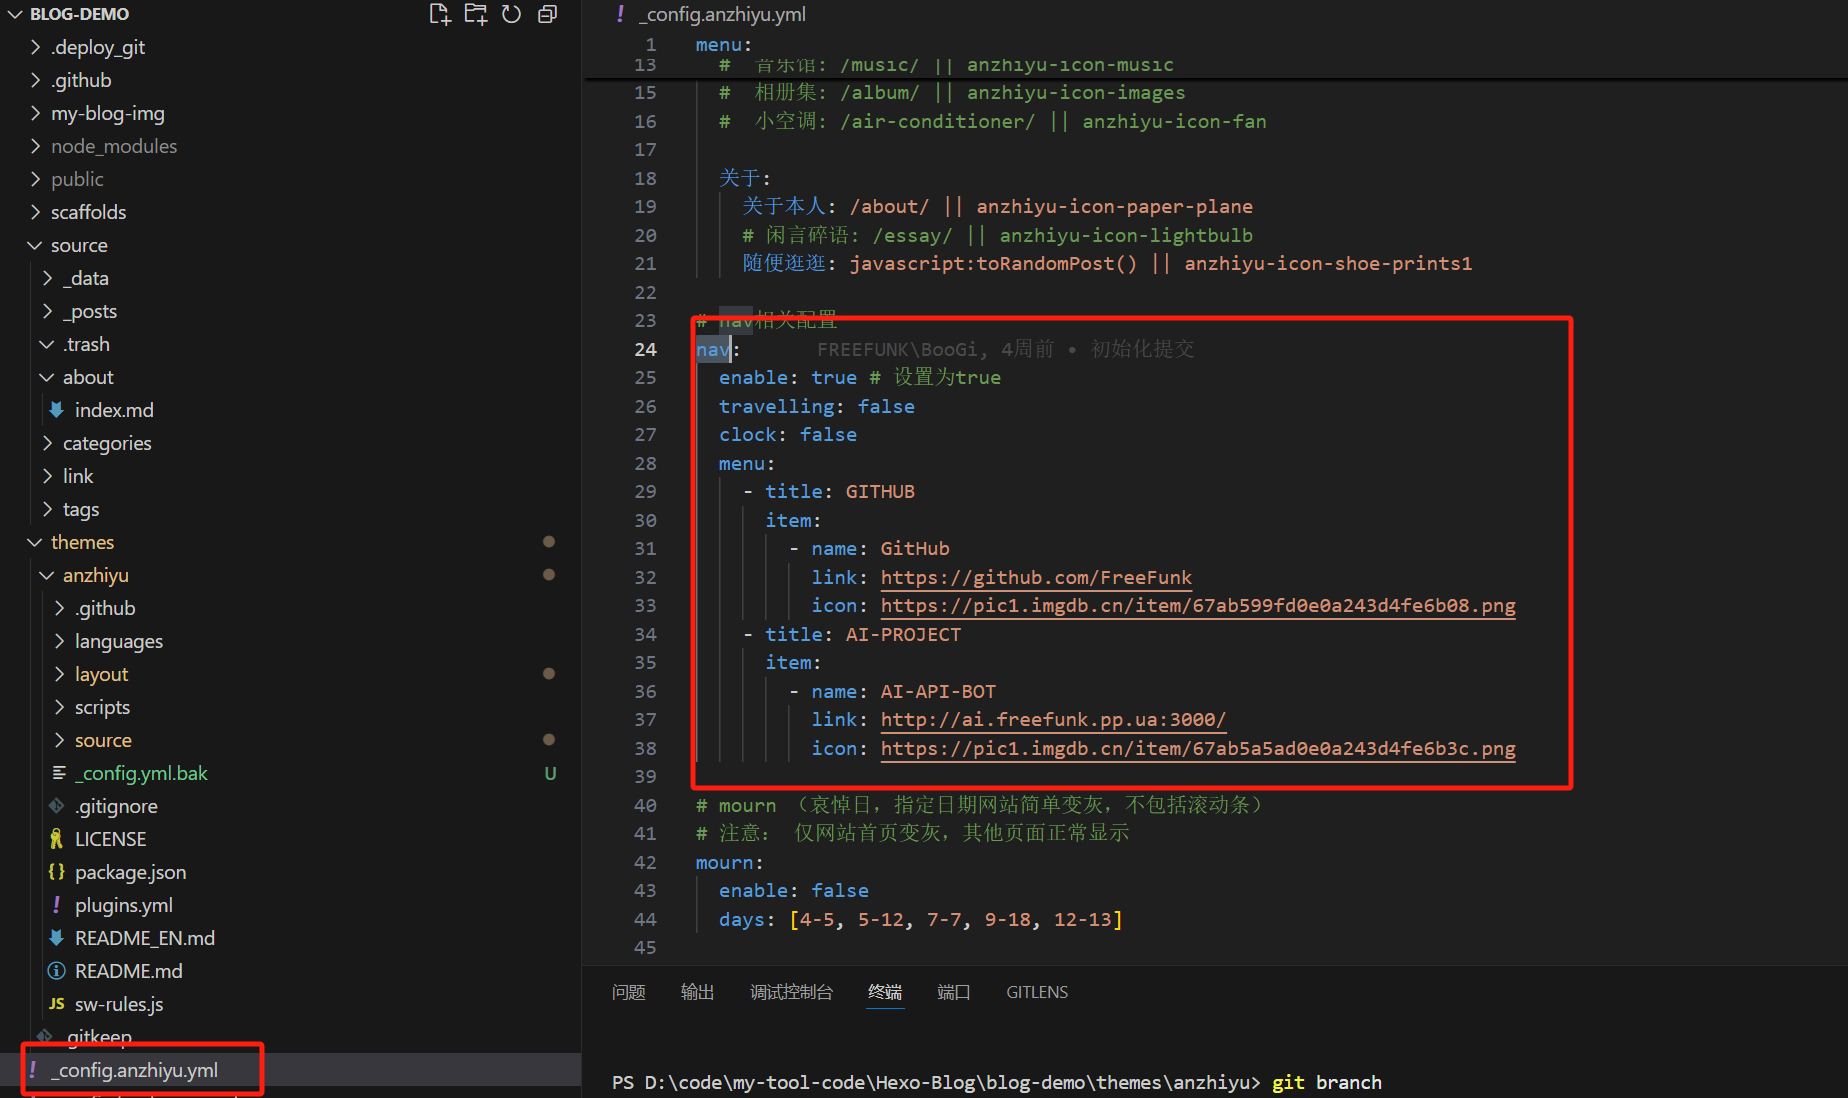 BLOG-DEMO
.deploy_git
.github
my-blog-img
node_modules
public
scaffolds
source
_data
_posts
.trash
about
index.md
categories
link
tags
themes
anzhiyu
.github
languages
layout
scripts
source
_config.yml.bak U
.gitignore
LICENSE
package.json
plugins.yml
README_EN.md
README.md
JS sw-rules.js
.gitkeep
! _config.anzhiyu.yml
! _config.anzhiyu.yml
1 menu:
13 # 音乐馆: /music/ || anzhiyu-icon-music
15 # 相册集: /album/ || anzhiyu-icon-images
16 # 小空调: /air-conditioner/ || anzhiyu-icon-fan
17
18 关于:
19 关于本人: /about/ || anzhiyu-icon-paper-plane
20 # 闲言碎语: /essay/ || anzhiyu-icon-lightbulb
21 随便逛逛: javascript:toRandomPost() || anzhiyu-icon-shoe-prints1
22
23 # nav相关配置
24 nav: FREEFUNK\BooGi, 4周前 • 初始化提交
25 enable: true # 设置为true
26 travelling: false
27 clock: false
28 menu:
29 - title: GITHUB
30 item:
31 - name: GitHub
32 link: https://github.com/FreeFunk
33 icon: https://pic1.imgdb.cn/item/67ab599fd0e0a243d4fe6b08.png
34 - title: AI-PROJECT
35 item:
36 - name: AI-API-BOT
37 link: http://ai.freefunk.pp.ua:3000/
38 icon: https://pic1.imgdb.cn/item/67ab5a5ad0e0a243d4fe6b3c.png
39
40 # mourn （哀悼日，指定日期网站简单变灰，不包括滚动条）
41 # 注意： 仅网站首页变灰，其他页面正常显示
42 mourn:
43 enable: false
44 days: [4-5, 5-12, 7-7, 9-18, 12-13]
45
问题 输出 调试控制台 终端 端口 GITLENS
PS D:\code\my-tool-code\Hexo-Blog\blog-demo\themes\anzhiyu> git branch